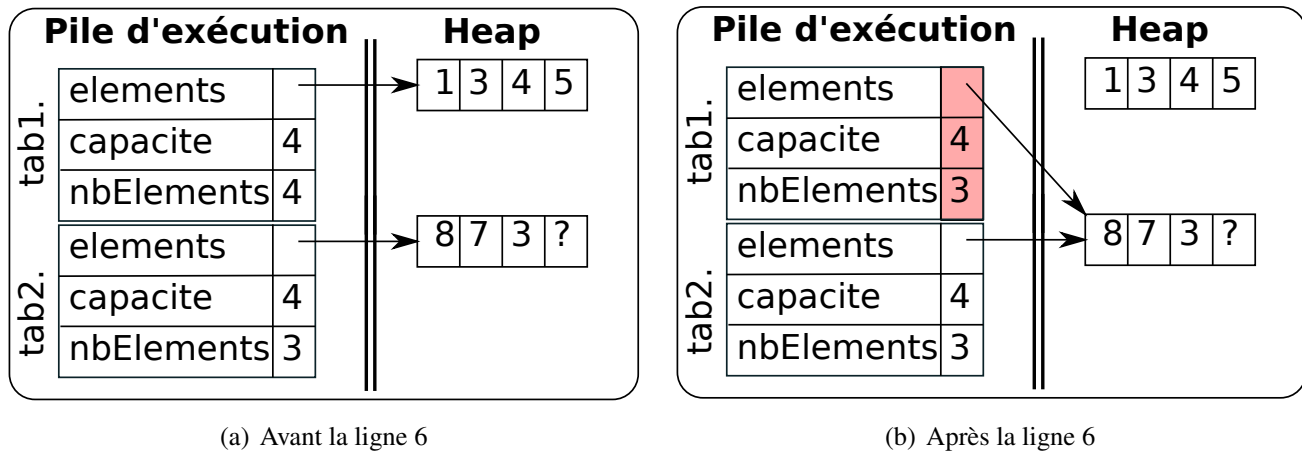 Pile d'exécution Heap
tab1.
elements
1 3 4 5
capacite 4
nbElements 4
tab2.
elements
8 7 3 ?
capacite 4
nbElements 3
(a) Avant la ligne 6
Pile d'exécution Heap
tab1.
elements
1 3 4 5
capacite 4
nbElements 3
tab2.
elements
8 7 3 ?
capacite 4
nbElements 3
(b) Après la ligne 6